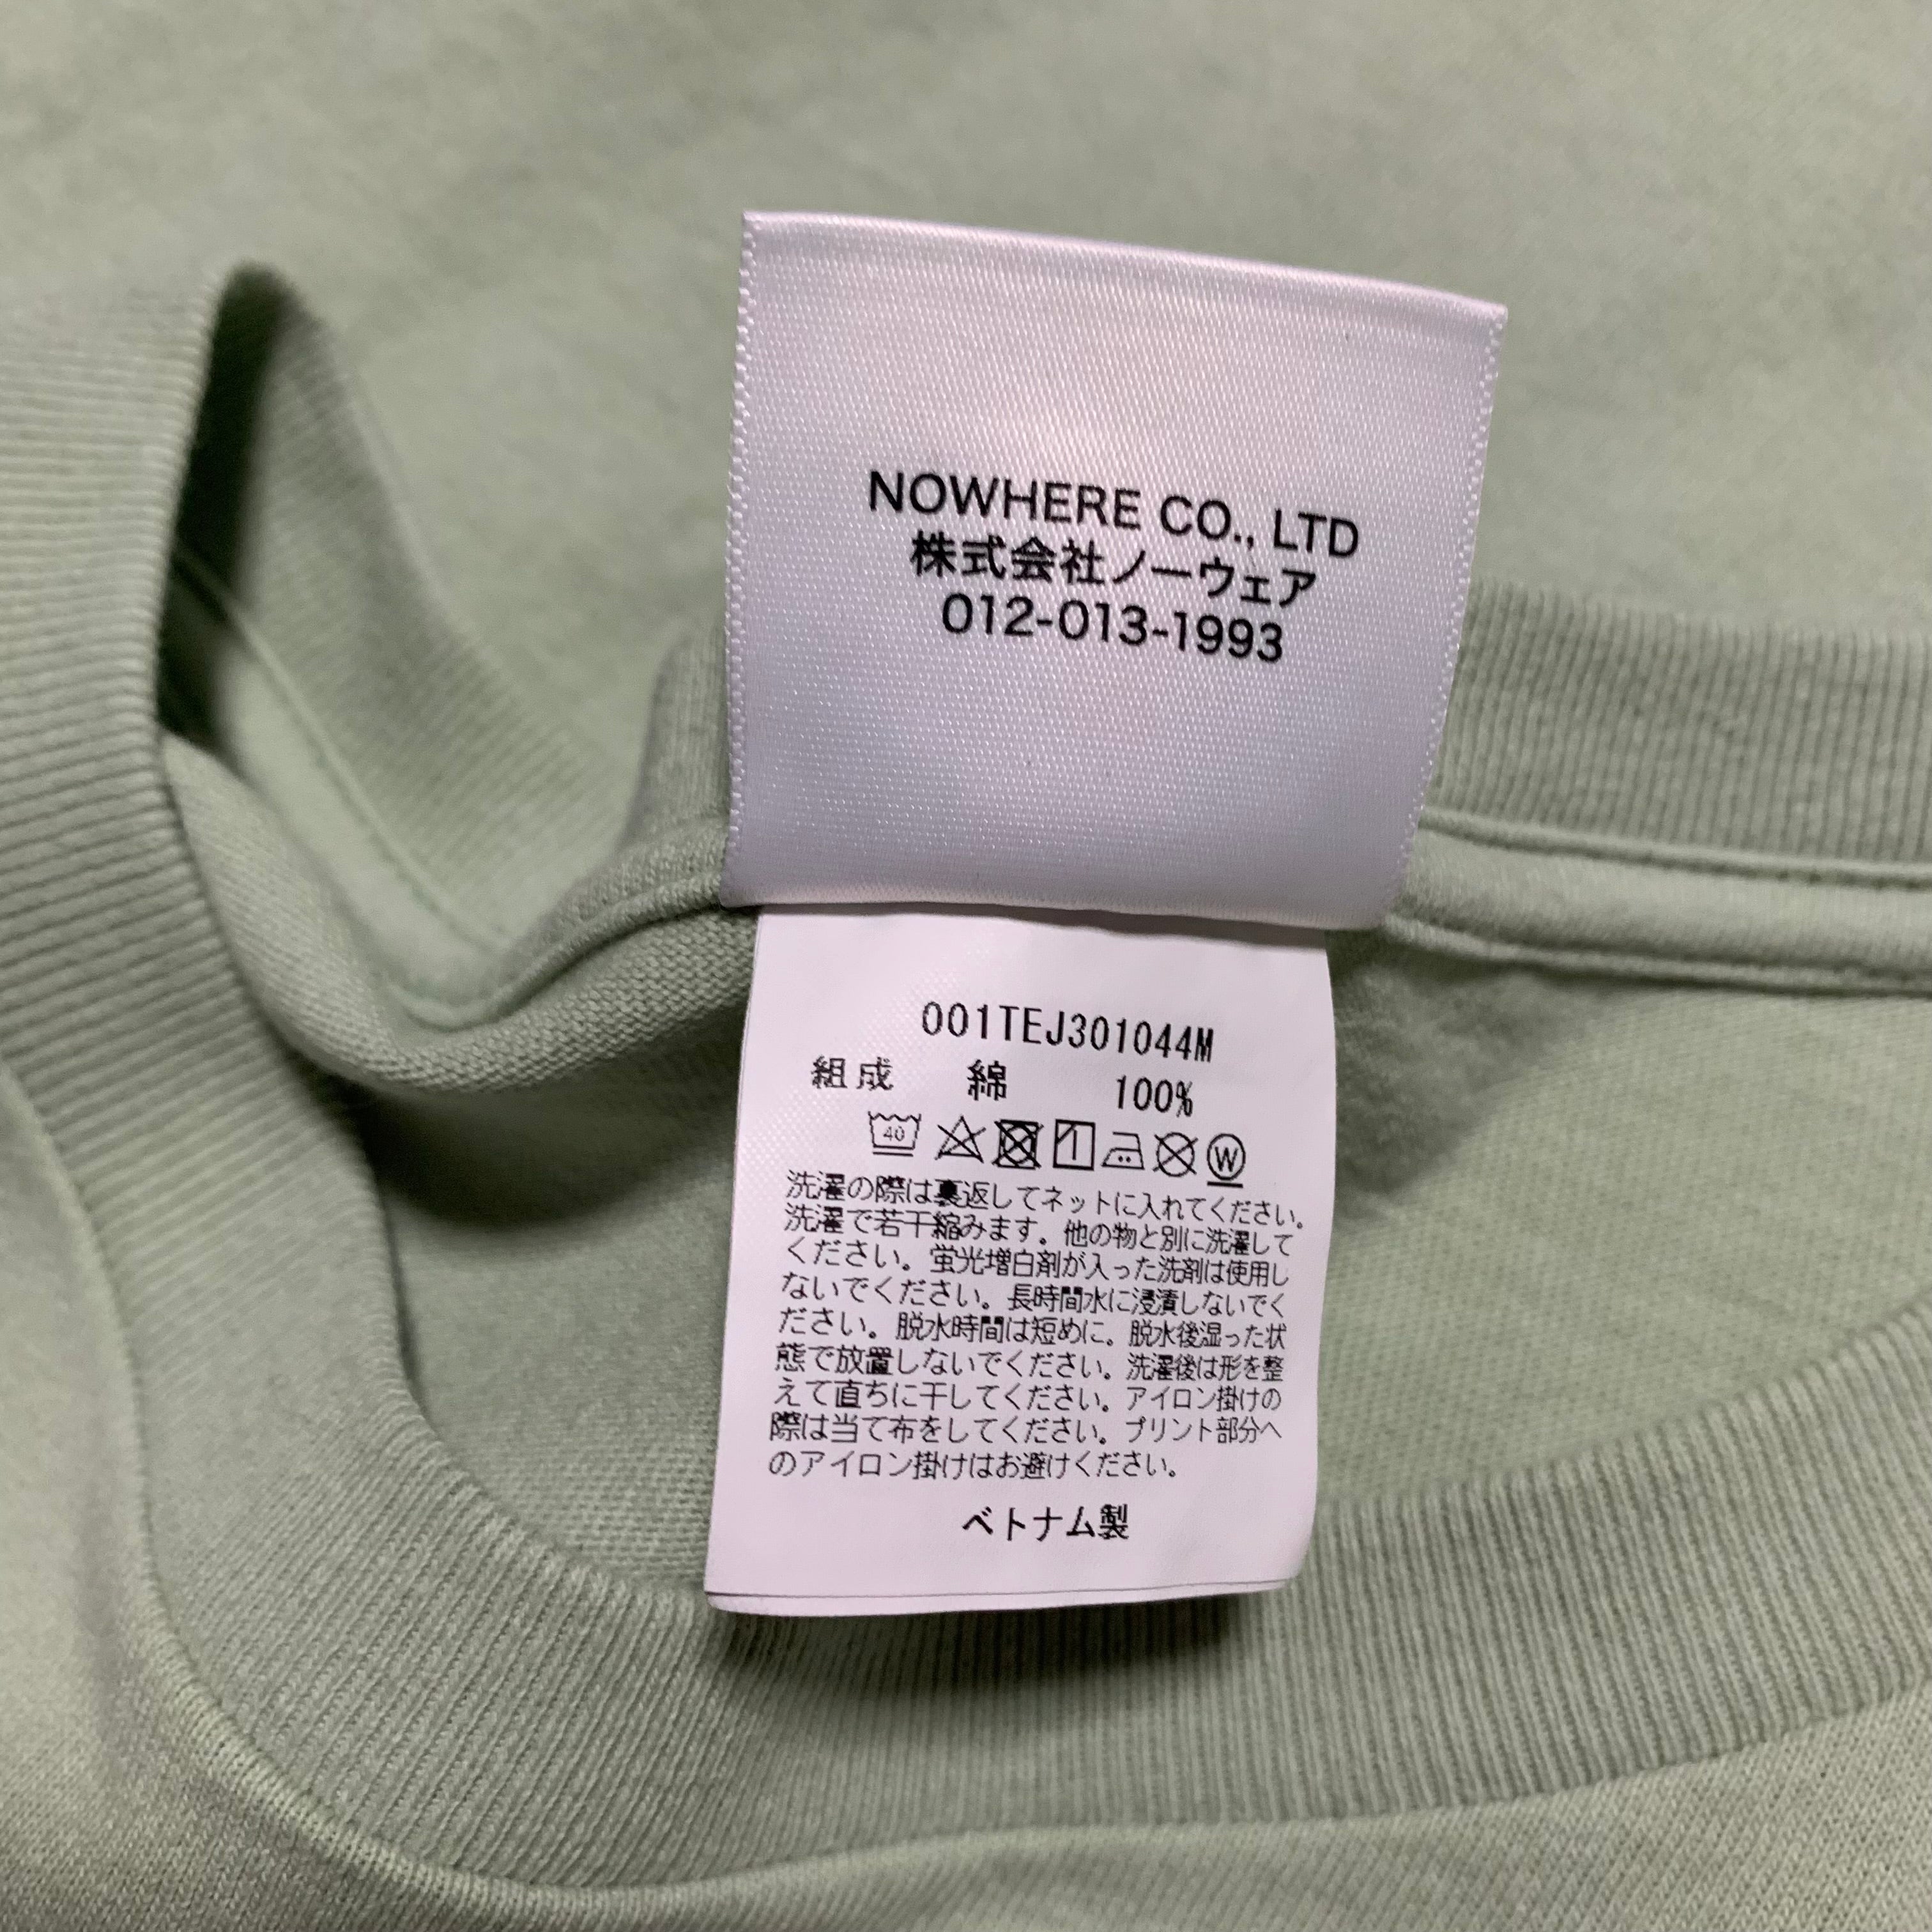 NOWHERE CO., LTD
株式会社ノーウェア
012-013-1993
001TEJ301044M
組成 綿 100%
40 W
洗濯の際は裏返してネットに入れてください。
洗濯で若干縮みます。他の物と別に洗濯して
ください。蛍光増白剤が入った洗剤は使用し
ないでください。長時間水に浸漬しないでく
ださい。脱水時間は短めに。脱水後湿った状
態で放置しないでください。洗濯後は形を整
えて直ちに干してください。アイロン掛けの
際は当て布をしてください。プリント部分へ
のアイロン掛けはお避けください。
ベトナム製